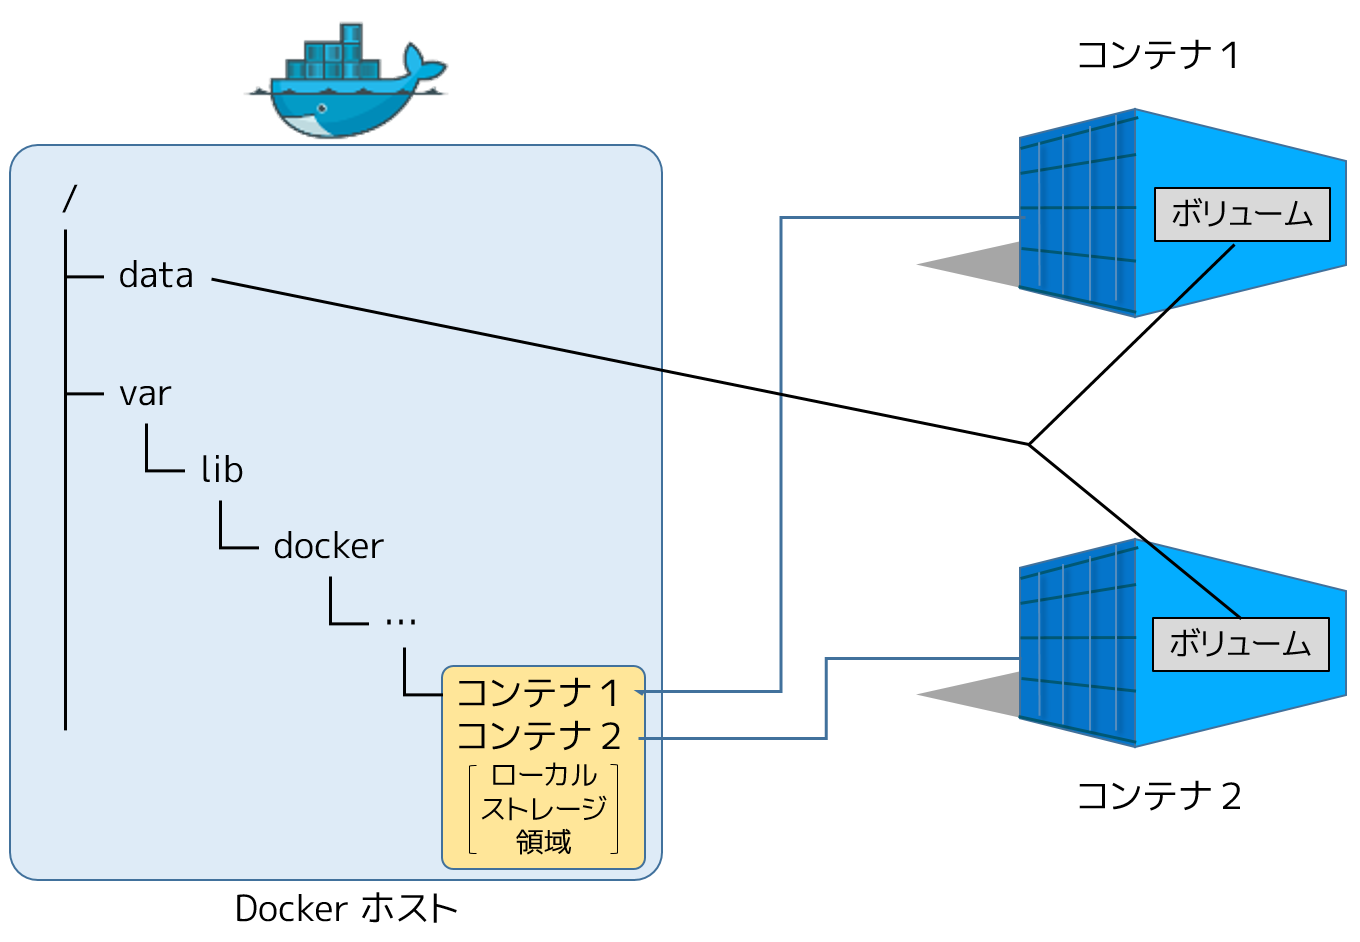 /
data
var
lib
docker
...
コンテナ1
コンテナ2
ローカル
ストレージ
領域
Docker ホスト
コンテナ1
ボリューム
ボリューム
コンテナ2